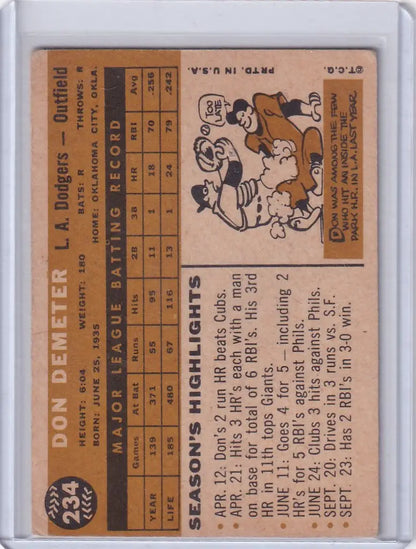 234
DON DEMETER
L. A. Dodgers — Outfield
HEIGHT: 6:04 WEIGHT: 180 BATS: R THROWS: R
BORN: JUNE 25, 1935 HOME: OKLAHOMA CITY, OKLA.
MAJOR LEAGUE BATTING RECORD
Games At Bat Runs Hits 2B 3B HR RBI Avg
YEAR 139 371 55 95 11 1 18 70 .256
LIFE 185 480 67 116 13 1 24 79 .242
SEASON'S HIGHLIGHTS
• APR. 12: Don's 2 run HR beats Cubs.
• APR. 21: Hits 3 HR's each with a man
on base for total of 6 RBI's. His 3rd
HR in 11th tops Giants.
• JUNE 11: Goes 4 for 5 — including 2
HR's for 5 RBI's against Phils.
• JUNE 24: Clubs 3 hits against Phils.
• SEPT. 20: Drives in 3 runs vs. S.F.
• SEPT. 23: Has 2 RBI's in 3-0 win.
TOO
LATE
DON WAS AMONG THE FEW
WHO HIT AN INSIDE THE
PARK H.R. IN L.A. LAST YEAR.
©T.C.G. PRTD. IN U.S.A.